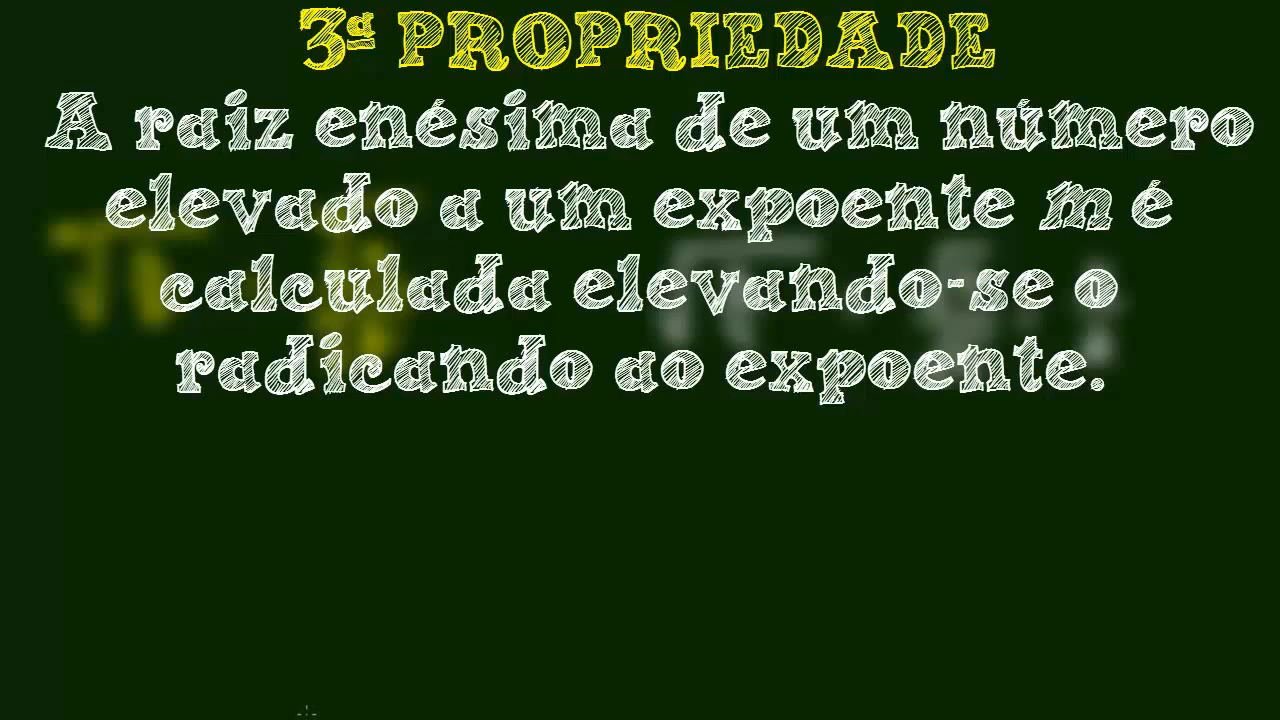 3ª PROPRIEDADE
A raiz enésima de um número
elevado a um expoente m é
calculada elevando-se o
radicando ao expoente.